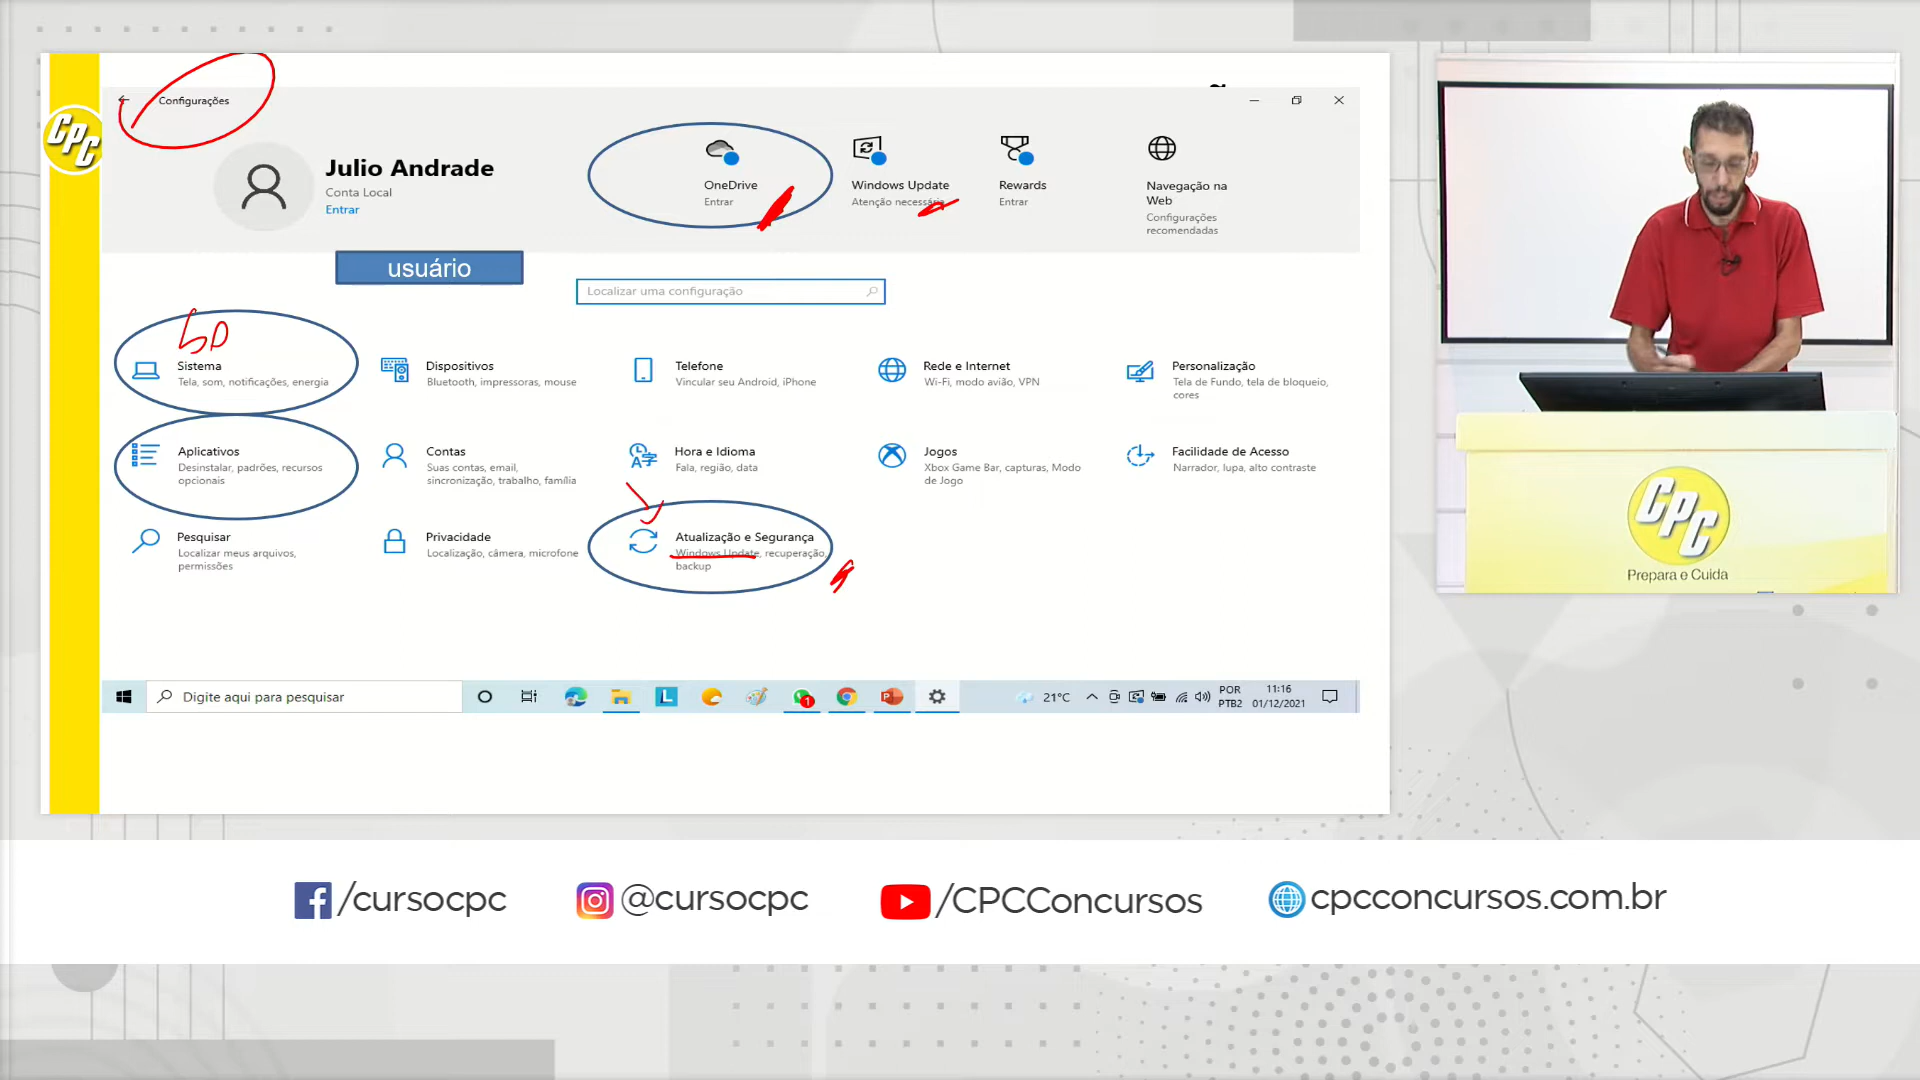 Configurações
CPC
Julio Andrade
Conta Local
Entrar
OneDrive
Entrar
Windows Update
Atenção necessária
Rewards
Entrar
Navegação na
Web
Configurações
recomendadas
usuário
Localizar uma configuração
SO
Sistema
Tela, som, notificações, energia
Dispositivos
Bluetooth, impressoras, mouse
Telefone
Vincular seu Android, iPhone
Rede e Internet
Wi-Fi, modo avião, VPN
Personalização
Tela de Fundo, tela de bloqueio,
cores
Aplicativos
Desinstalar, padrões, recursos
opcionais
Contas
Suas contas, email,
sincronização, trabalho, família
Hora e Idioma
Fala, região, data
Jogos
Xbox Game Bar, capturas, Modo
de Jogo
Facilidade de Acesso
Narrador, lupa, alto contraste
Pesquisar
Localizar meus arquivos,
permissões
Privacidade
Localização, câmera, microfone
Atualização e Segurança
Windows Update, recuperação,
backup
Digite aqui para pesquisar
L
1
21°C
POR
PTB2
11:16
01/12/2021
CPC
Prepara e Cuida
/cursocpc
@cursocpc
/CPCConcursos
cpcconcursos.com.br